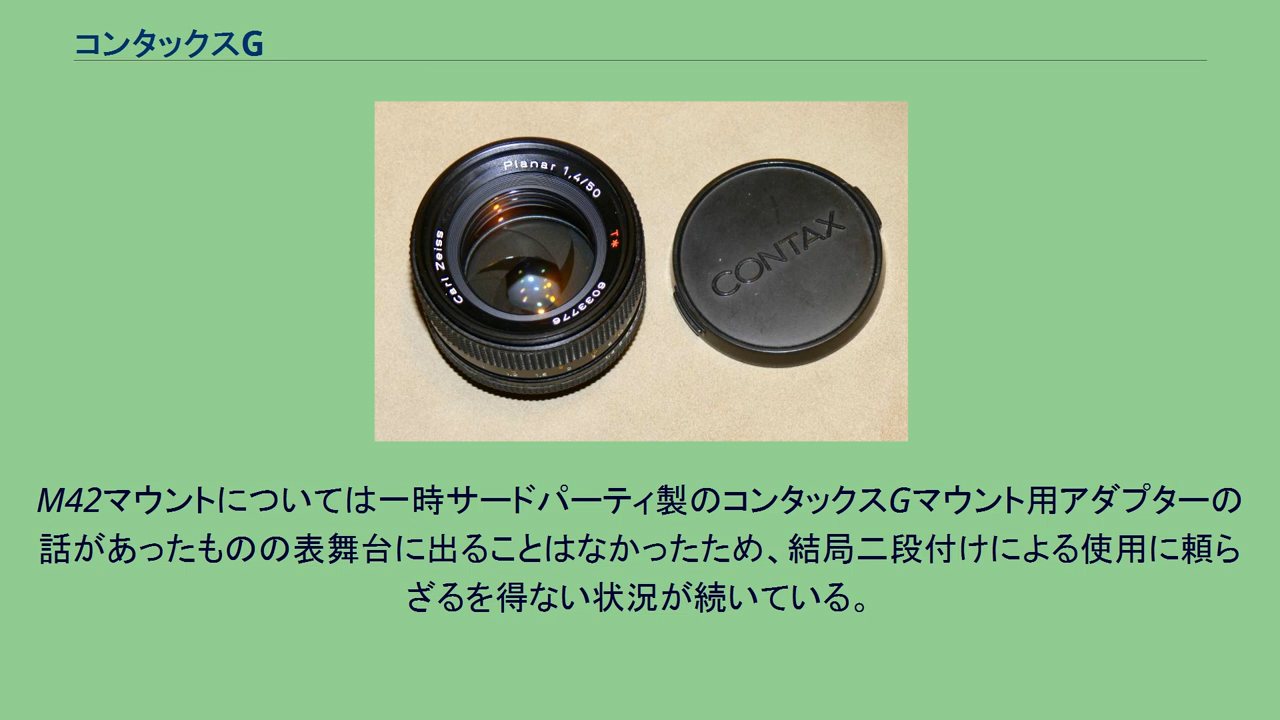 コンタックスG
Planar 1,4/50
T*
6033776
Carl Zeiss
CONTAX
M42マウントについては一時サードパーティ製のコンタックスGマウント用アダプターの
話があったものの表舞台に出ることはなかったため、結局二段付けによる使用に頼ら
ざるを得ない状況が続いている。